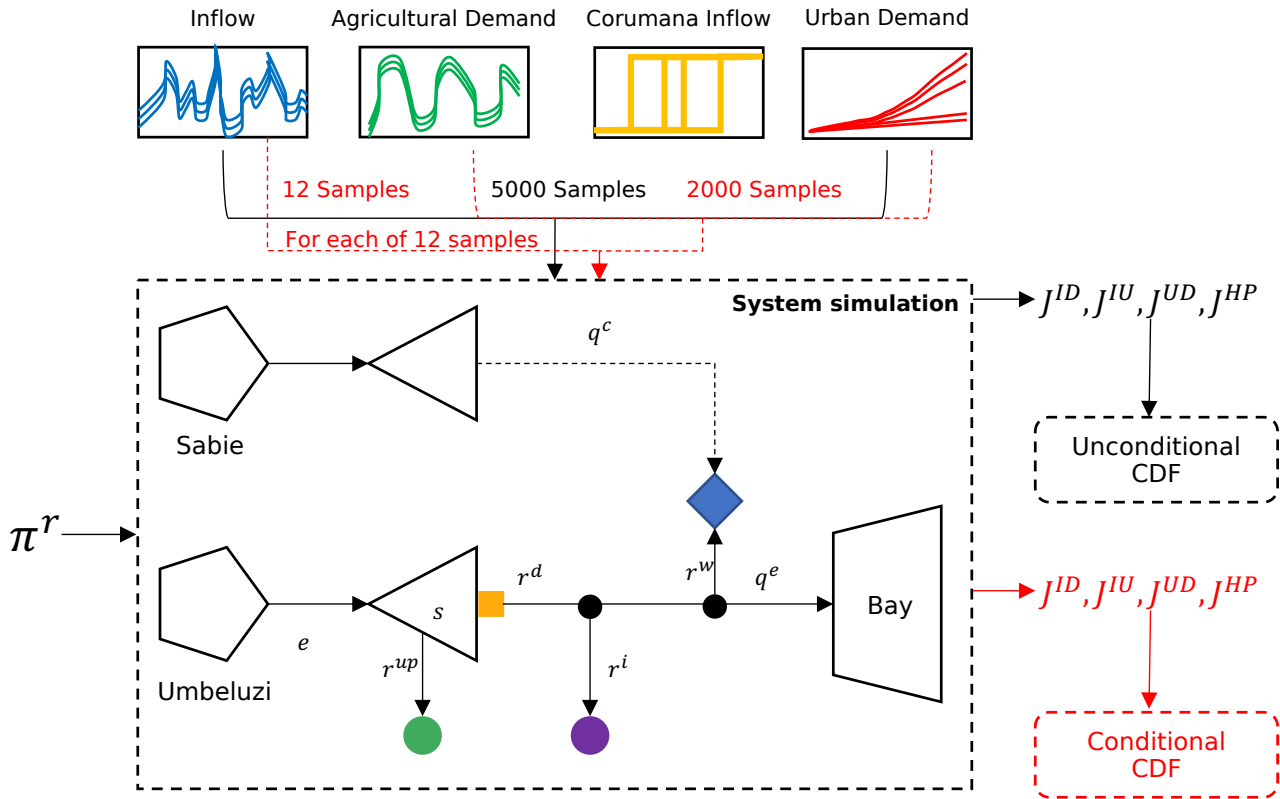 Inflow
Agricultural Demand
Corumana Inflow
Urban Demand
12 Samples
5000 Samples
2000 Samples
For each of 12 samples
System simulation
J^{ID}, J^{IU}, J^{UD}, J^{HP}
q^c
Sabie
Unconditional
CDF
π^r
r^d
r^w
q^e
s
Bay
e
r^{up}
r^i
Umbeluzi
J^{ID}, J^{IU}, J^{UD}, J^{HP}
Conditional
CDF